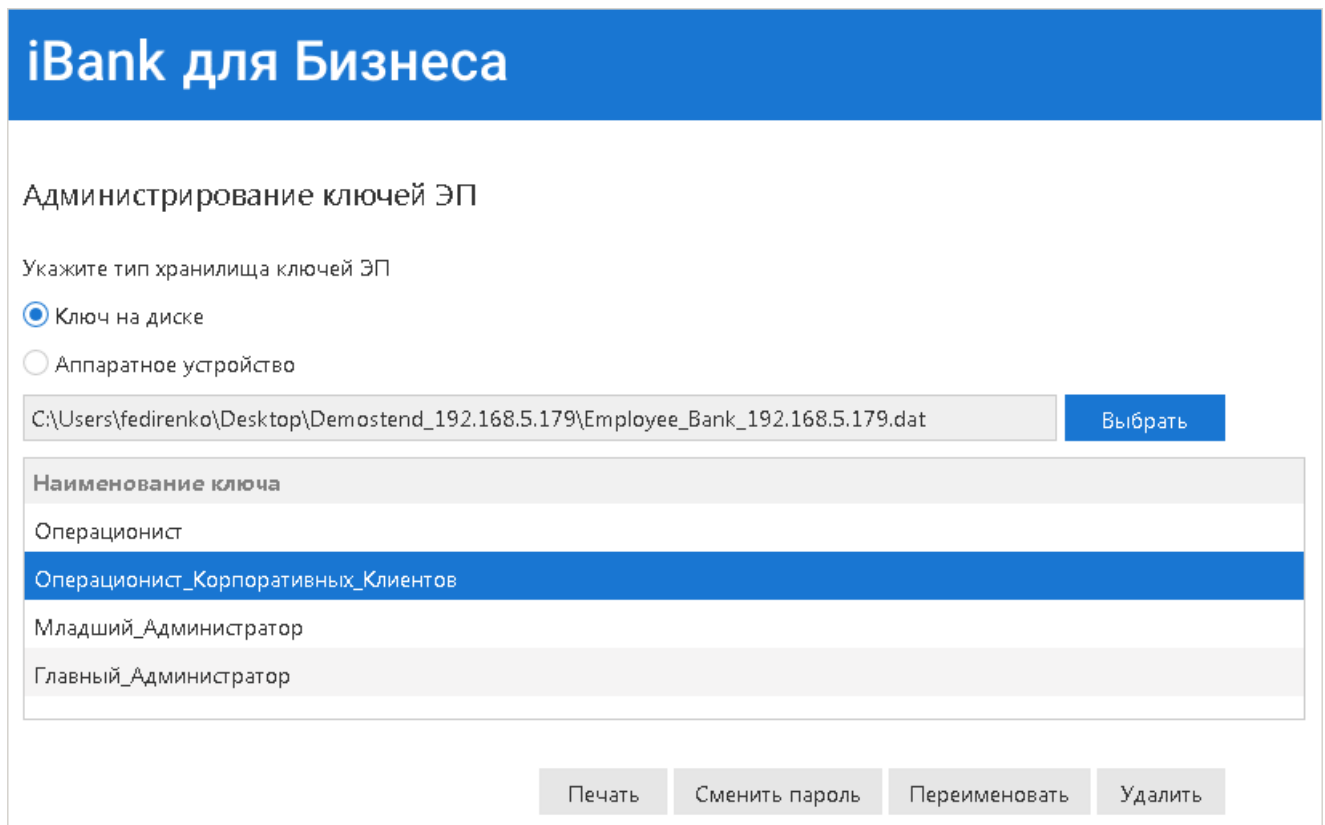 iBank для Бизнеса
Администрирование ключей ЭП
Укажите тип хранилища ключей ЭП
Ключ на диске
Аппаратное устройство
C:\Users\fedirenko\Desktop\Demostend_192.168.5.179\Employee_Bank_192.168.5.179.dat Выбрать
Наименование ключа
Операционист
Операционист_Корпоративных_Клиентов
Младший_Администратор
Главный_Администратор
Печать Сменить пароль Переименовать Удалить